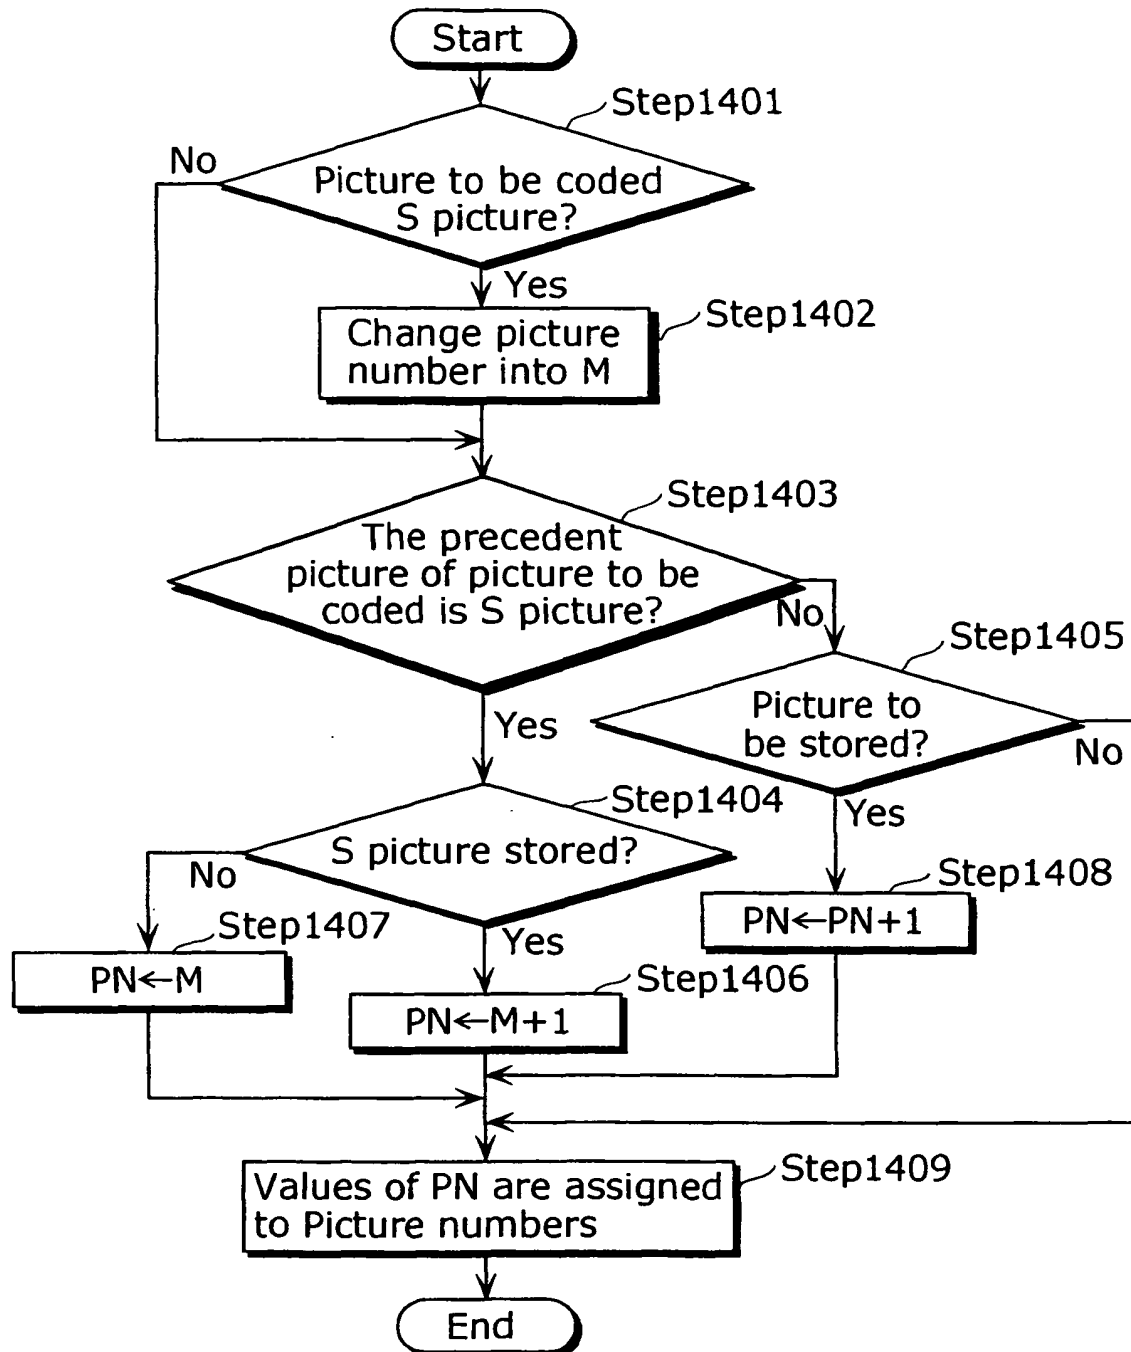 Start
Step1401
No
Picture to be coded
S picture?
Yes
Step1402
Change picture
number into M
Step1403
The precedent
picture of picture to be
coded is S picture?
No
Step1405
Yes
Picture to
be stored?
No
Step1404
Yes
S picture stored?
No
Step1408
Step1407
Yes
PN←PN+1
PN←M
Step1406
PN←M+1
Step1409
Values of PN are assigned
to Picture numbers
End